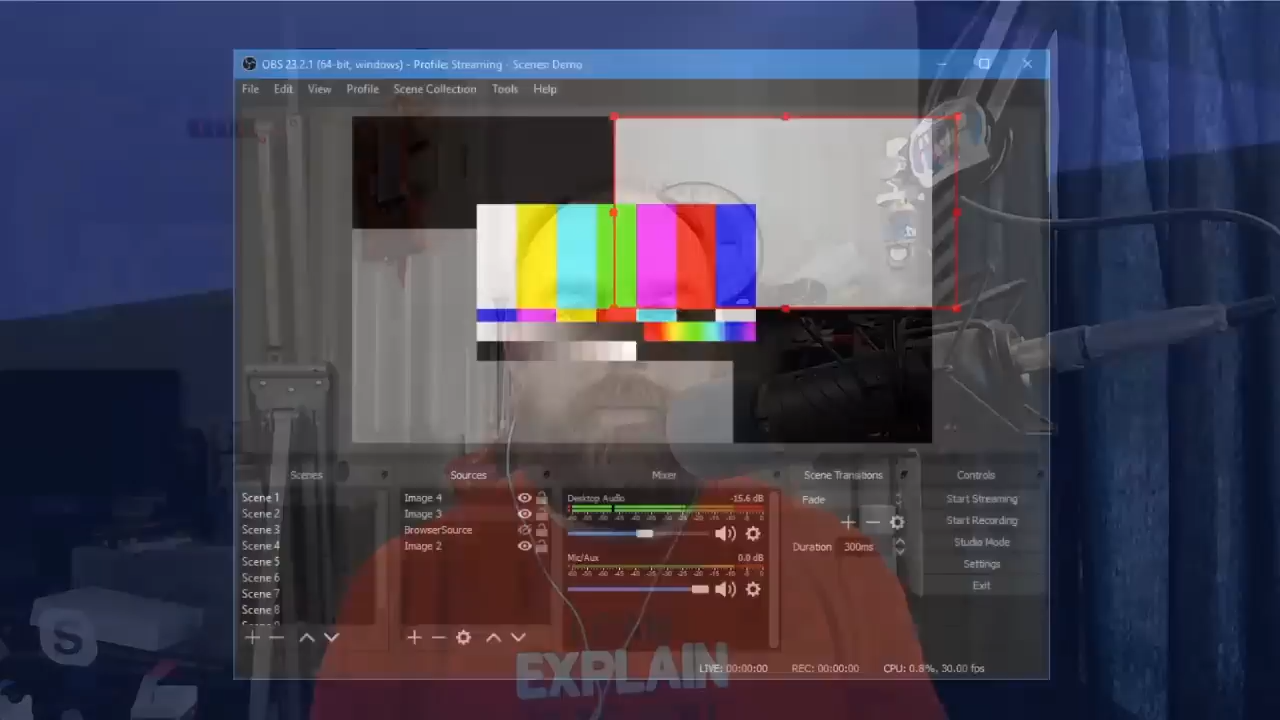 OBS 23.2.1 (64-bit, windows) - Profile: Streaming - Scenes: Demo
File Edit View Profile Scene Collection Tools Help
Scenes Sources Mixer Scene Transitions Controls
Scene 1
Scene 2
Scene 3
Scene 4
Scene 5
Scene 6
Scene 7
Scene 8
Image 4
Image 3
BrowserSource
Image 2
Desktop Audio -15.6 dB
Mic/Aux 0.0 dB
Fade
Duration 300ms
Start Streaming
Start Recording
Studio Mode
Settings
Exit
LIVE: 00:00:00 REC: 00:00:00 CPU: 0.8%, 30.00 fps
S
EXPLAIN